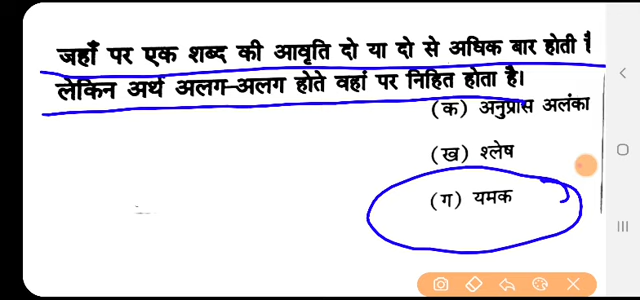 जहाँ पर एक शब्द की आवृति दो या दो से अधिक बार होती है
लेकिन अर्थ अलग-अलग होते वहां पर निहित होता है।
(क) अनुप्रास अलंका
(ख) श्लेष
(ग) यमक